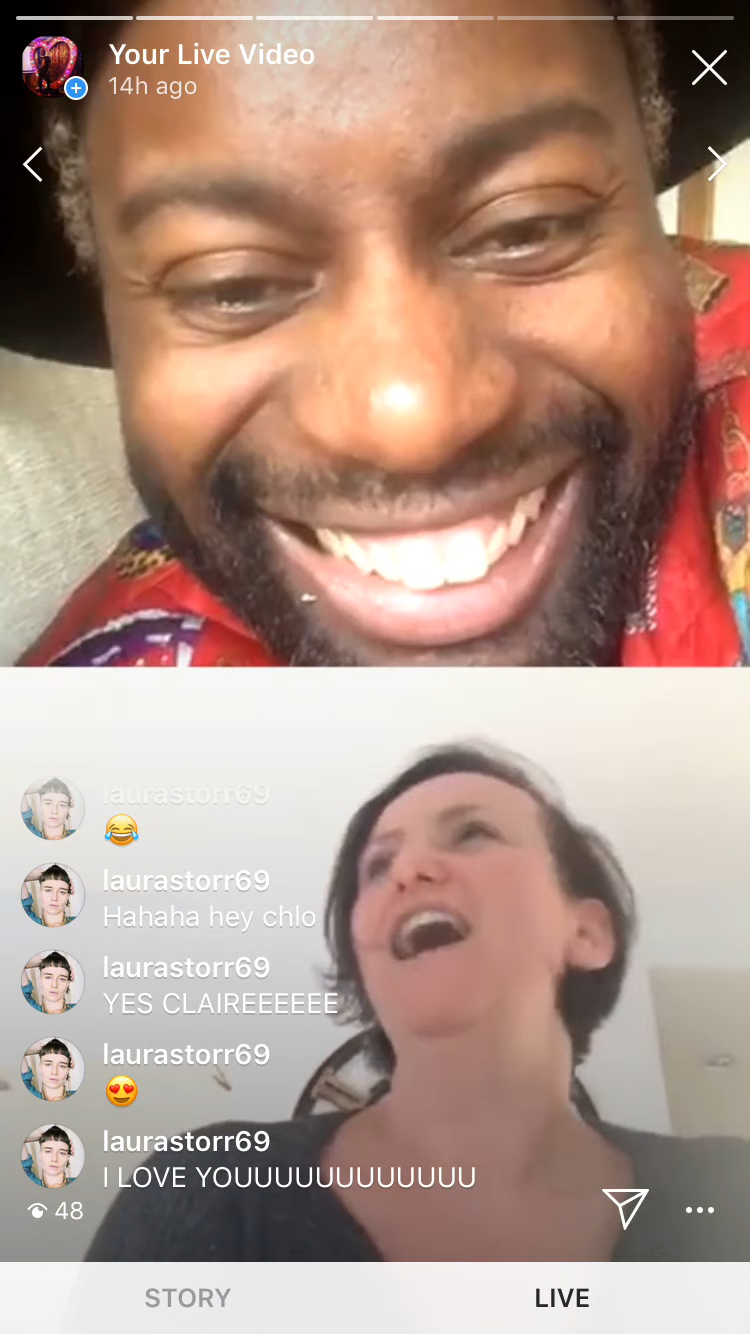 Your Live Video
14h ago
laurastorr69
😂
laurastorr69
Hahaha hey chlo
laurastorr69
YES CLAIREEEEEE
laurastorr69
😍
laurastorr69
I LOVE YOUUUUUUUUUUUUU
48
STORY
LIVE